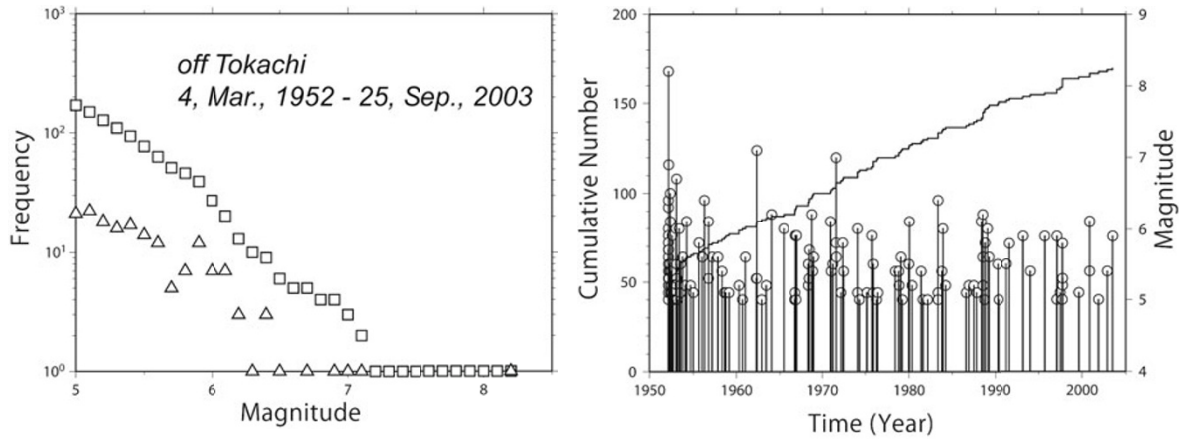 10³
off Tokachi
4, Mar., 1952 - 25, Sep., 2003
10²
10¹
10⁰
Frequency
5 6 7 8
Magnitude
200
150
100
50
0
Cumulative Number
9
8
7
6
5
4
Magnitude
1950 1960 1970 1980 1990 2000
Time (Year)